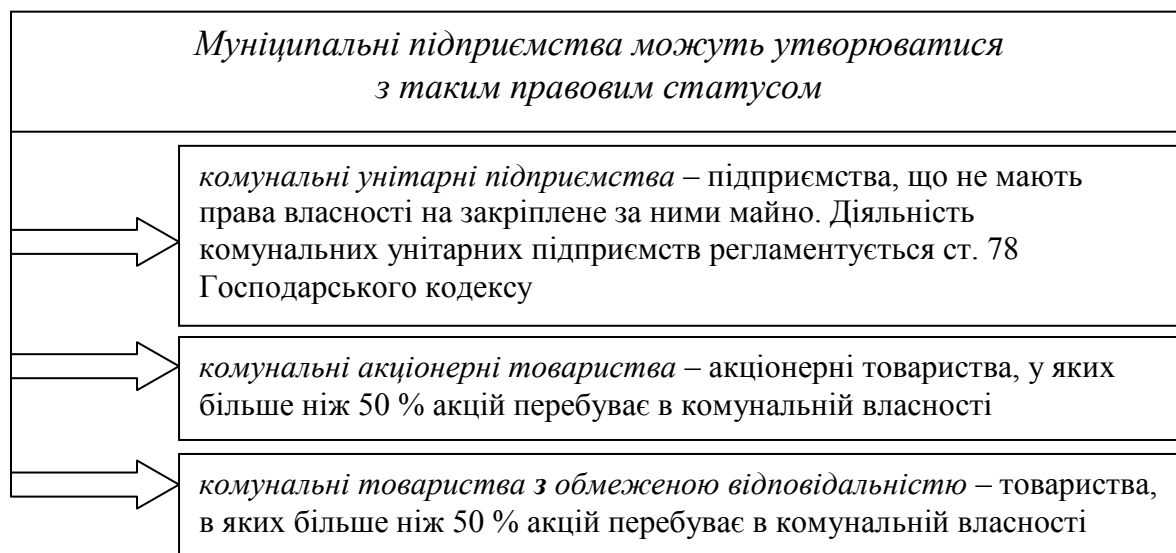 Муніципальні підприємства можуть утворюватися
з таким правовим статусом
комунальні унітарні підприємства – підприємства, що не мають
права власності на закріплене за ними майно. Діяльність
комунальних унітарних підприємств регламентується ст. 78
Господарського кодексу
комунальні акціонерні товариства – акціонерні товариства, у яких
більше ніж 50 % акцій перебуває в комунальній власності
комунальні товариства з обмеженою відповідальністю – товариства,
в яких більше ніж 50 % акцій перебуває в комунальній власності